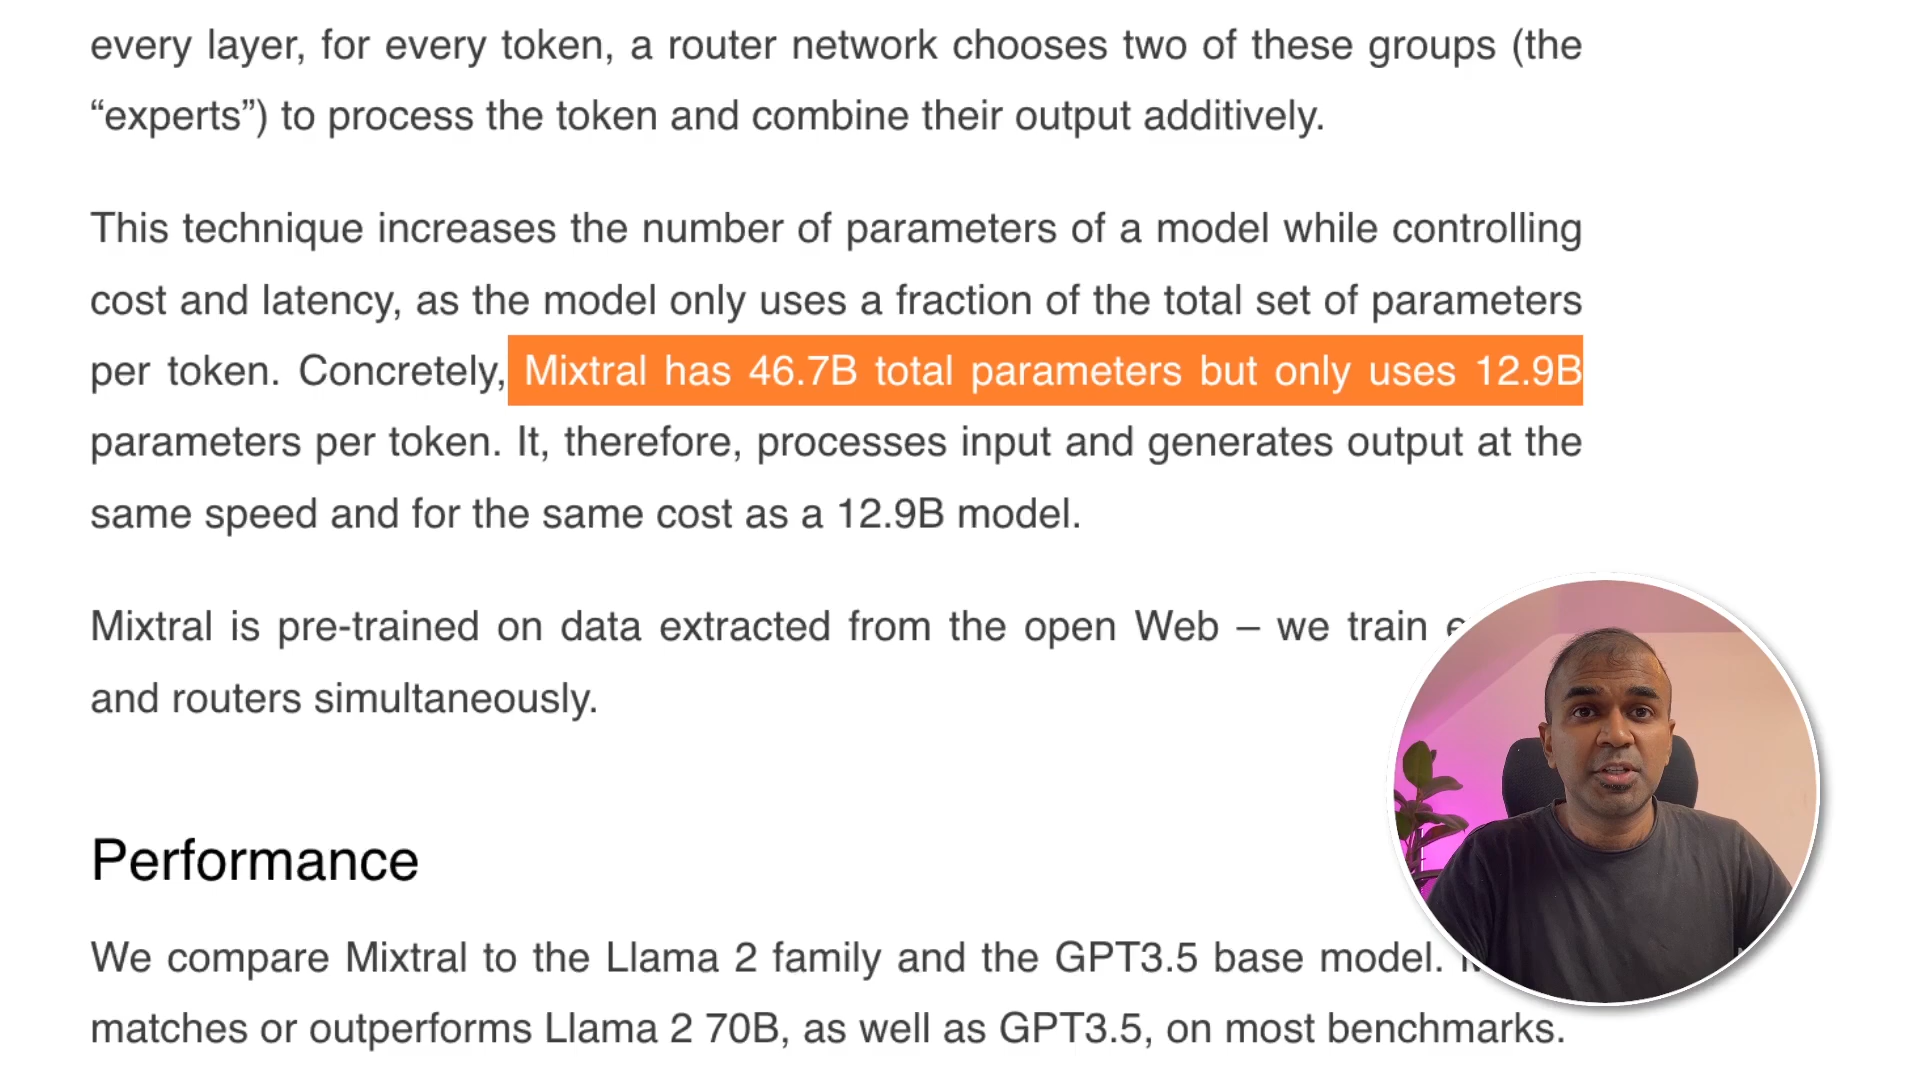 every layer, for every token, a router network chooses two of these groups (the
“experts”) to process the token and combine their output additively.
This technique increases the number of parameters of a model while controlling
cost and latency, as the model only uses a fraction of the total set of parameters
per token. Concretely, Mixtral has 46.7B total parameters but only uses 12.9B
parameters per token. It, therefore, processes input and generates output at the
same speed and for the same cost as a 12.9B model.
Mixtral is pre-trained on data extracted from the open Web – we train
and routers simultaneously.
Performance
We compare Mixtral to the Llama 2 family and the GPT3.5 base model.
matches or outperforms Llama 2 70B, as well as GPT3.5, on most benchmarks.